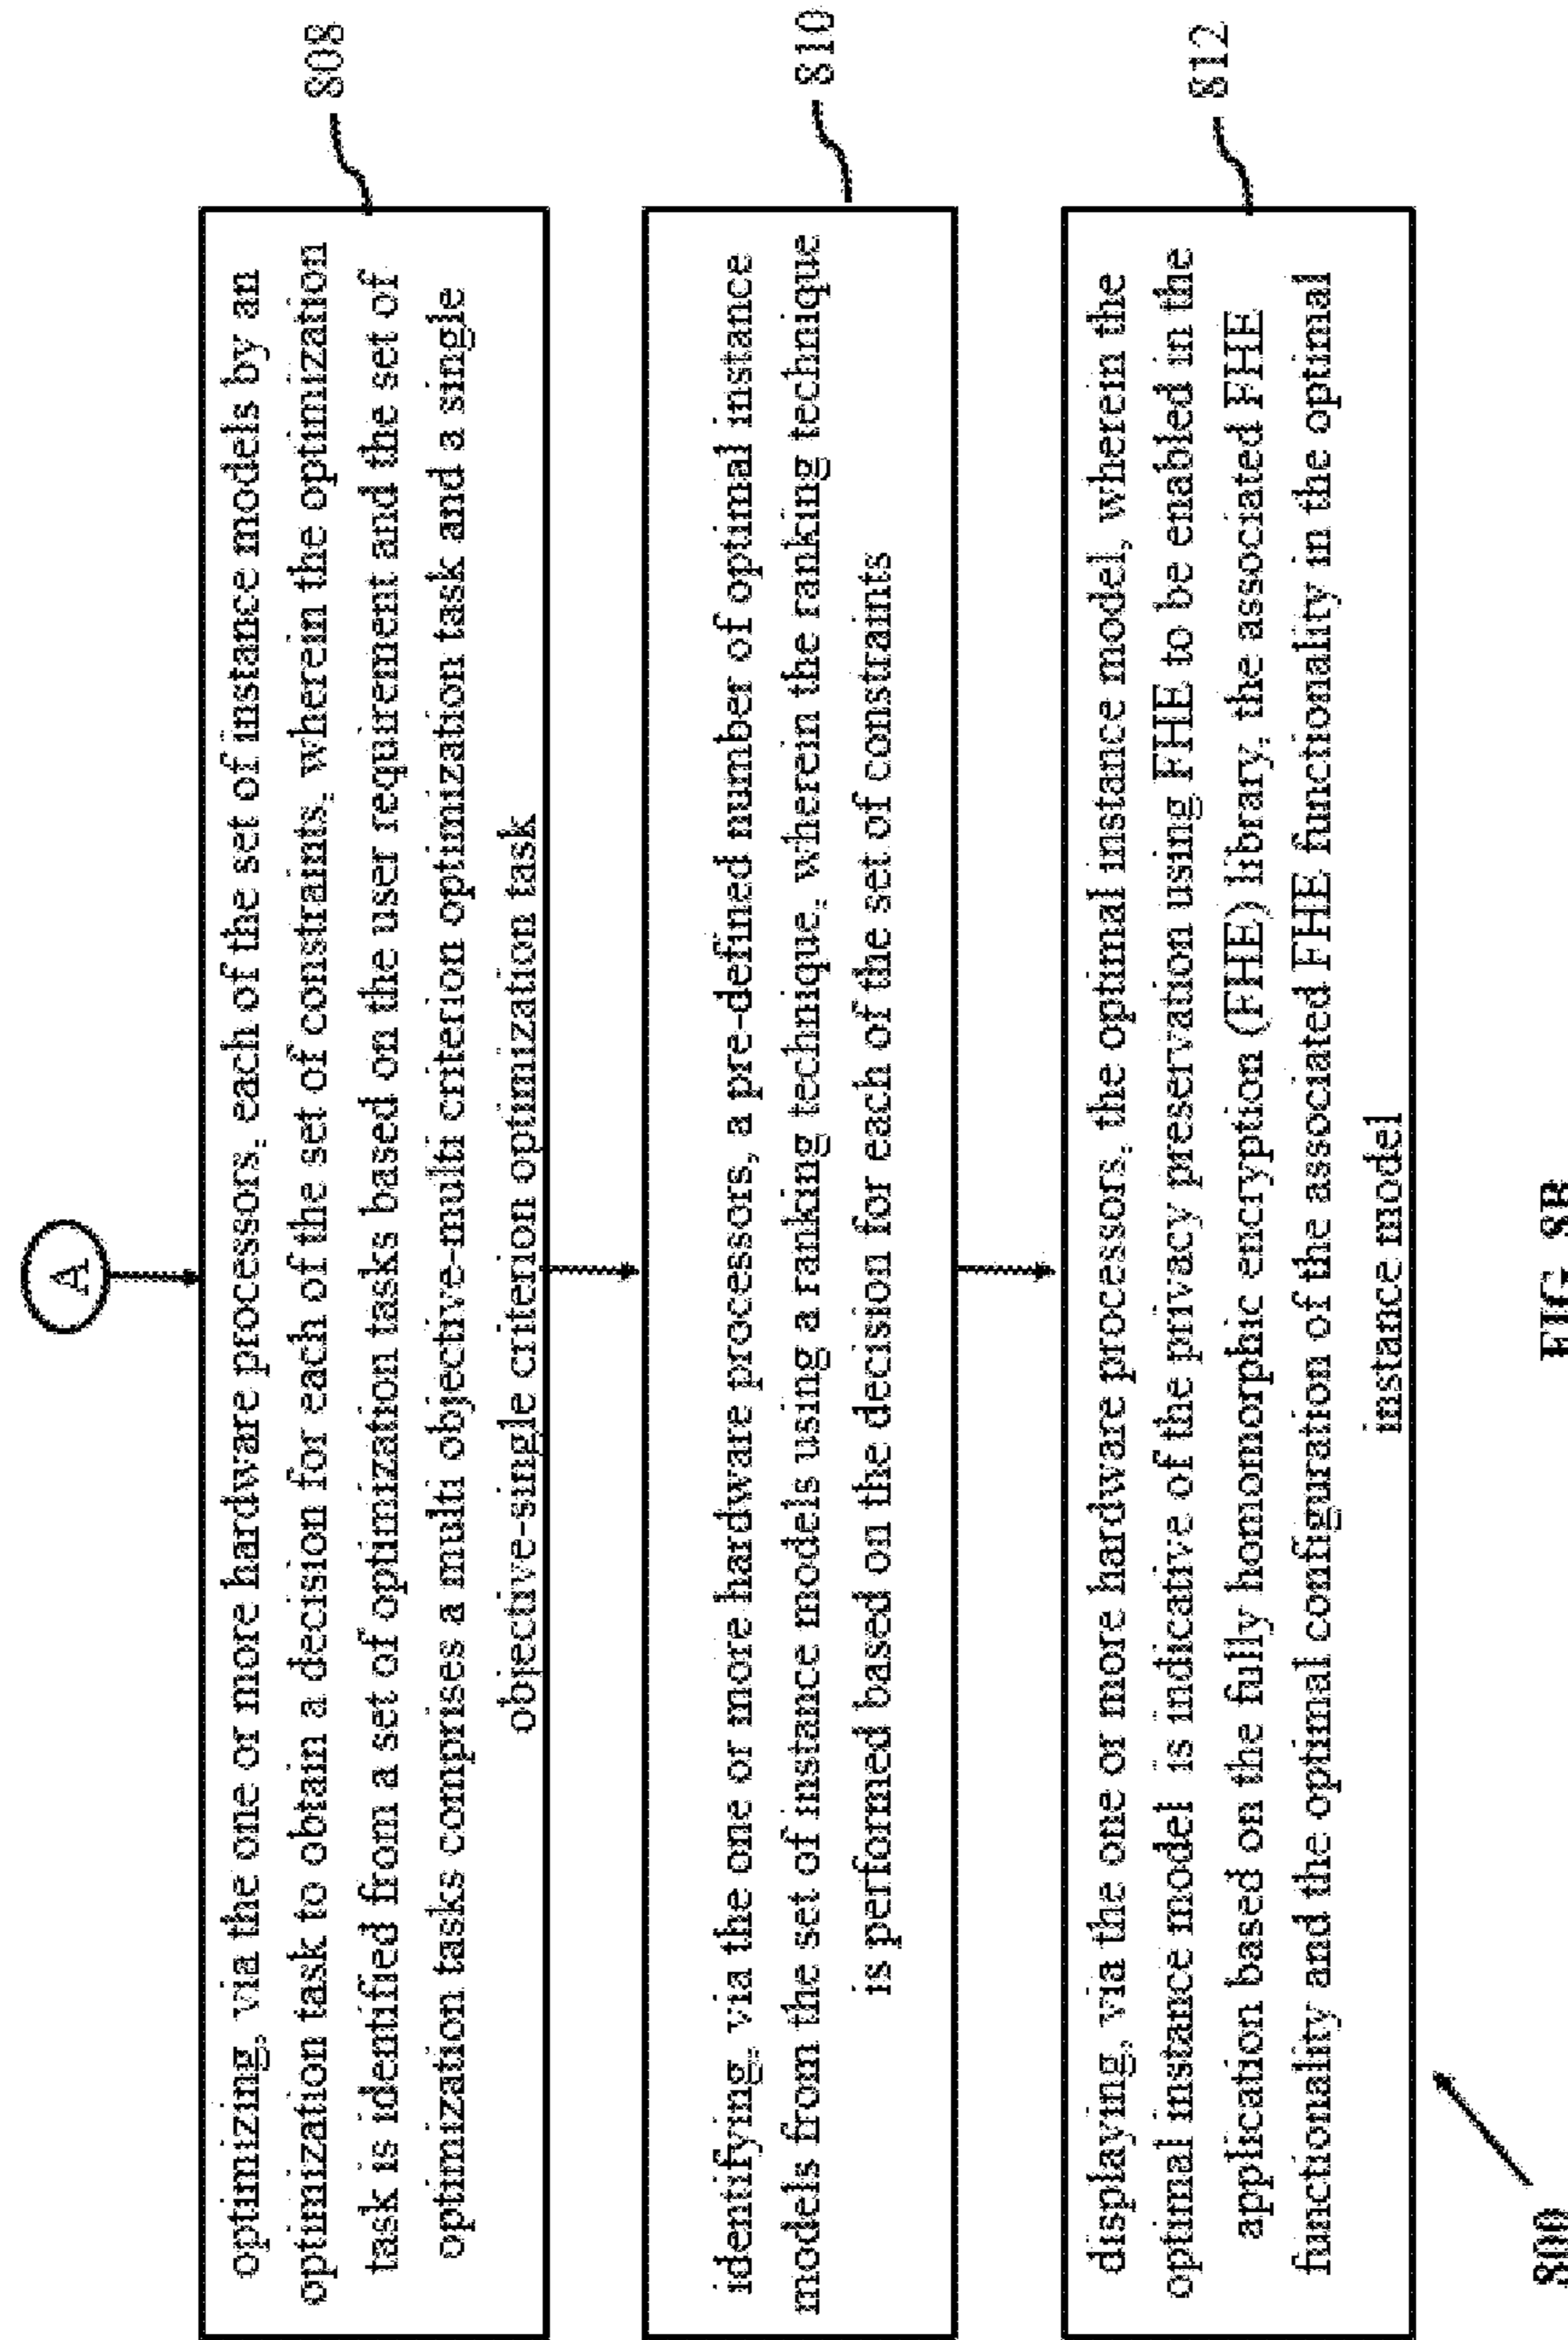 A
optimizing, via the one or more hardware processors, each of the set of instance models by an
optimization task to obtain a decision for each of the set of constraints, wherein the optimization
task is identified from a set of optimization tasks based on the user requirement and the set of
optimization tasks comprises a multi objective-multi criterion optimization task and a single
objective-single criterion optimization task
808
identifying, via the one or more hardware processors, a pre-defined number of optimal instance
models from the set of instance models using a ranking technique, wherein the ranking technique
is performed based on the decision for each of the set of constraints
810
displaying, via the one or more hardware processors, the optimal instance model, wherein the
optimal instance model is indicative of the privacy preservation using FHE to be enabled in the
application based on the fully homomorphic encryption (FHE) library, the associated FHE
functionality and the optimal configuration of the associated FHE functionality in the optimal
instance model
812
800
FIG. 8B